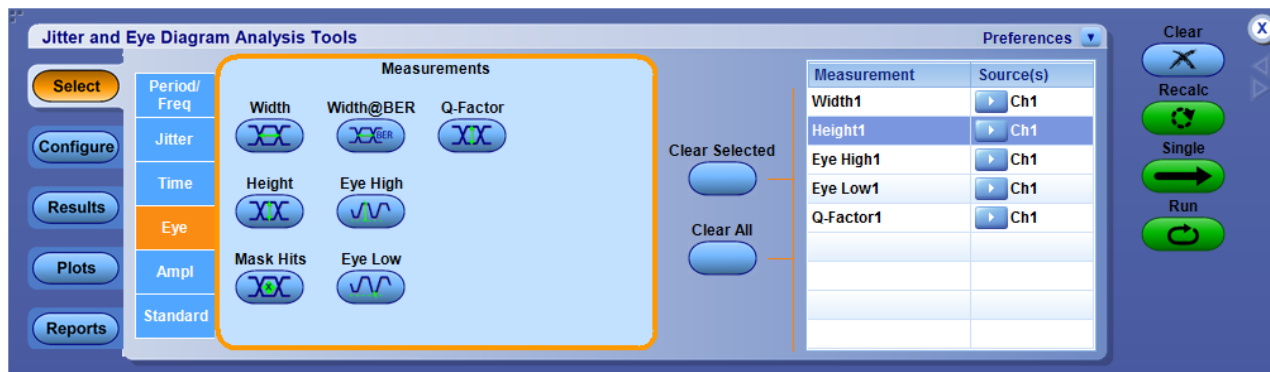 Jitter and Eye Diagram Analysis Tools
Preferences
Clear
X
Select
Configure
Results
Plots
Reports
Period/
Freq
Jitter
Time
Eye
Ampl
Standard
Measurements
Width Width@BER Q-Factor
BER
Height Eye High
Mask Hits Eye Low
Clear Selected
Clear All
Measurement Source(s)
Width1 Ch1
Height1 Ch1
Eye High1 Ch1
Eye Low1 Ch1
Q-Factor1 Ch1
Recalc
Single
Run